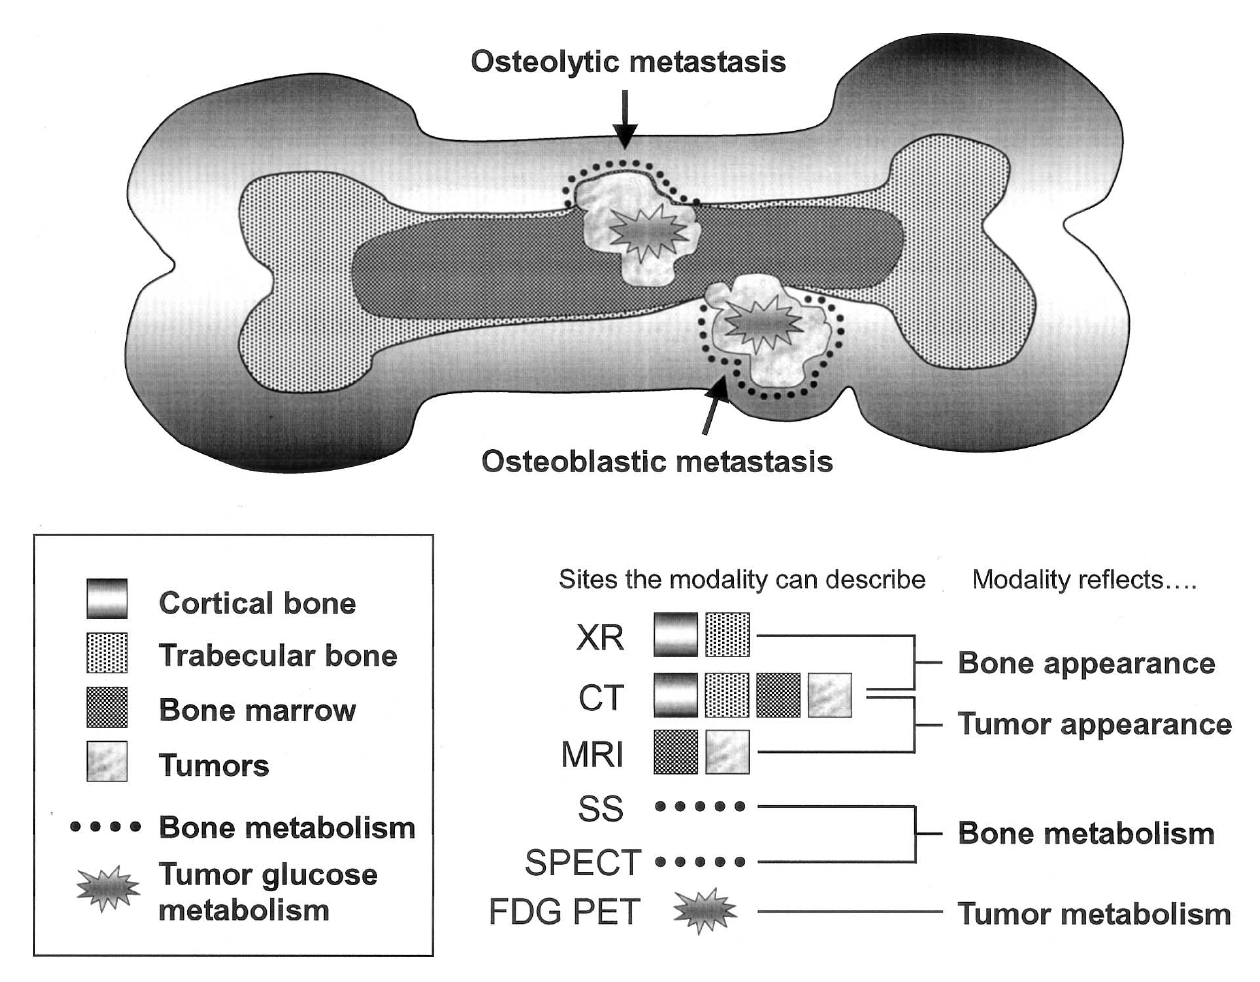 Osteolytic metastasis
Osteoblastic metastasis
Cortical bone
Trabecular bone
Bone marrow
Tumors
Bone metabolism
Tumor glucose
metabolism
Sites the modality can describe
Modality reflects....
XR
Bone appearance
CT
Tumor appearance
MRI
SS
Bone metabolism
SPECT
FDG PET
Tumor metabolism